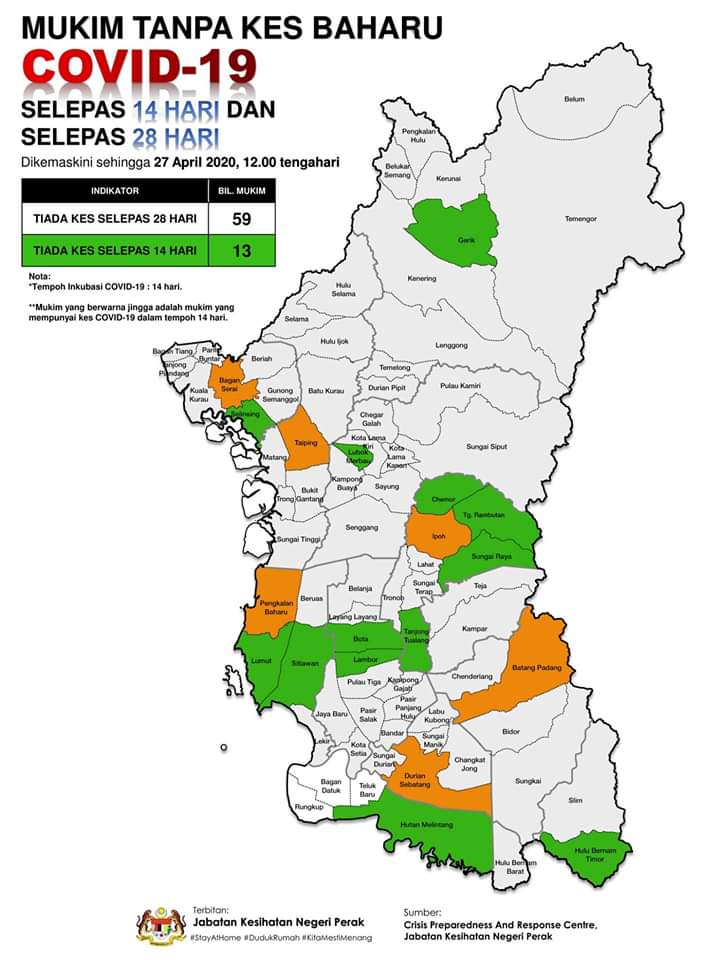 MUKIM TANPA KES BAHARU
COVID-19
SELEPAS 14 HARI DAN
SELEPAS 28 HARI
Dikemaskini sehingga 27 April 2020, 12.00 tengahari
INDIKATOR BIL. MUKIM
TIADA KES SELEPAS 28 HARI 59
TIADA KES SELEPAS 14 HARI 13
Nota:
*Tempoh Inkubasi COVID-19 : 14 hari.
**Mukim yang berwarna jingga adalah mukim yang
mempunyai kes COVID-19 dalam tempoh 14 hari.
Belum
Pengkalan
Hulu
Belukar
Semang
Kerunai
Temengor
Gerik
Kenering
Hulu
Selama
Selama
Hulu Ijok
Lenggong
Bagan Tiang
Parit
Buntar
Beriah
Tanjong
Piandang
Temelong
Bagan
Serai
Kuala
Kurau
Gunong
Semanggol
Batu Kurau
Durian Pipit
Pulau Kamiri
Selinsing
Chegar
Galah
Taiping
Kota Lama
Kiri
Lubok
Merbau
Kota
Lama
Kanan
Sungai Siput
Matang
Kampong
Buaya
Sayung
Trong
Bukit
Gantang
Chemor
Tg. Rambutan
Senggang
Ipoh
Sungai Tinggi
Sungai Raya
Lahat
Sungai
Terap
Teja
Pengkalan
Baharu
Beruas
Belanja
Tronoh
Layang Layang
Kampar
Bota
Tanjong
Tualang
Lumut
Sitiawan
Lambor
Batang Padang
Chenderiang
Pulau Tiga
Kampong
Gajah
Pasir
Panjang
Hulu
Jaya Baru
Pasir
Salak
Labu
Kubong
Bandar
Bidor
Lekir
Kota
Setia
Sungai
Manik
Sungai
Durian
Changkat
Jong
Durian
Sebatang
Bagan
Datuk
Teluk
Baru
Sungkai
Slim
Rungkup
Hutan Melintang
Hulu Bernam
Timor
Hulu Bernam
Barat
Terbitan:
Jabatan Kesihatan Negeri Perak
#StayAtHome #DudukRumah #KitaMestiMenang
Sumber:
Crisis Preparedness And Response Centre,
Jabatan Kesihatan Negeri Perak